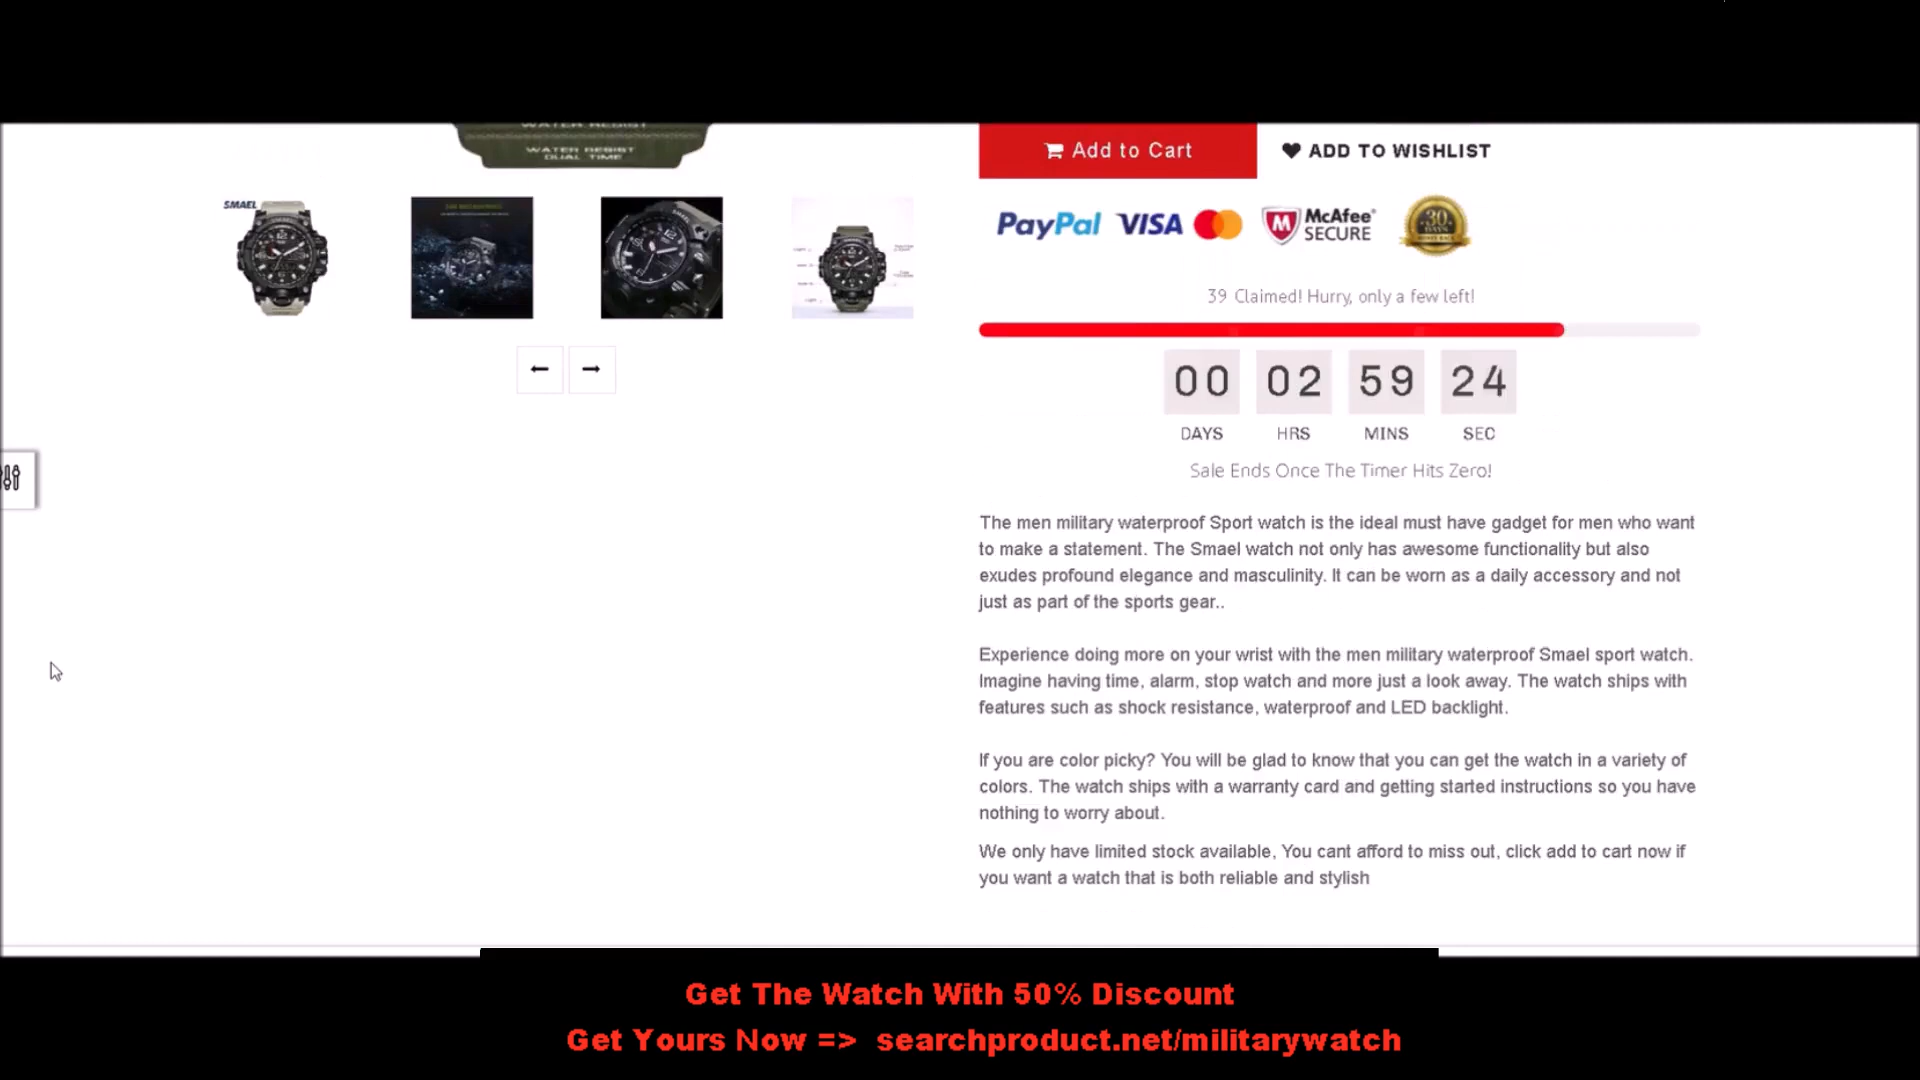 WATER RESIST
WATER RESIST
DUAL TIME
SMAEL
Add to Cart
ADD TO WISHLIST
PayPal VISA McAfee SECURE 30 DAYS
39 Claimed! Hurry, only a few left!
00 02 59 24
DAYS HRS MINS SEC
Sale Ends Once The Timer Hits Zero!
The men military waterproof Sport watch is the ideal must have gadget for men who want
to make a statement. The Smael watch not only has awesome functionality but also
exudes profound elegance and masculinity. It can be worn as a daily accessory and not
just as part of the sports gear..
Experience doing more on your wrist with the men military waterproof Smael sport watch.
Imagine having time, alarm, stop watch and more just a look away. The watch ships with
features such as shock resistance, waterproof and LED backlight.
If you are color picky? You will be glad to know that you can get the watch in a variety of
colors. The watch ships with a warranty card and getting started instructions so you have
nothing to worry about.
We only have limited stock available, You cant afford to miss out, click add to cart now if
you want a watch that is both reliable and stylish
Get The Watch With 50% Discount
Get Yours Now => searchproduct.net/militarywatch